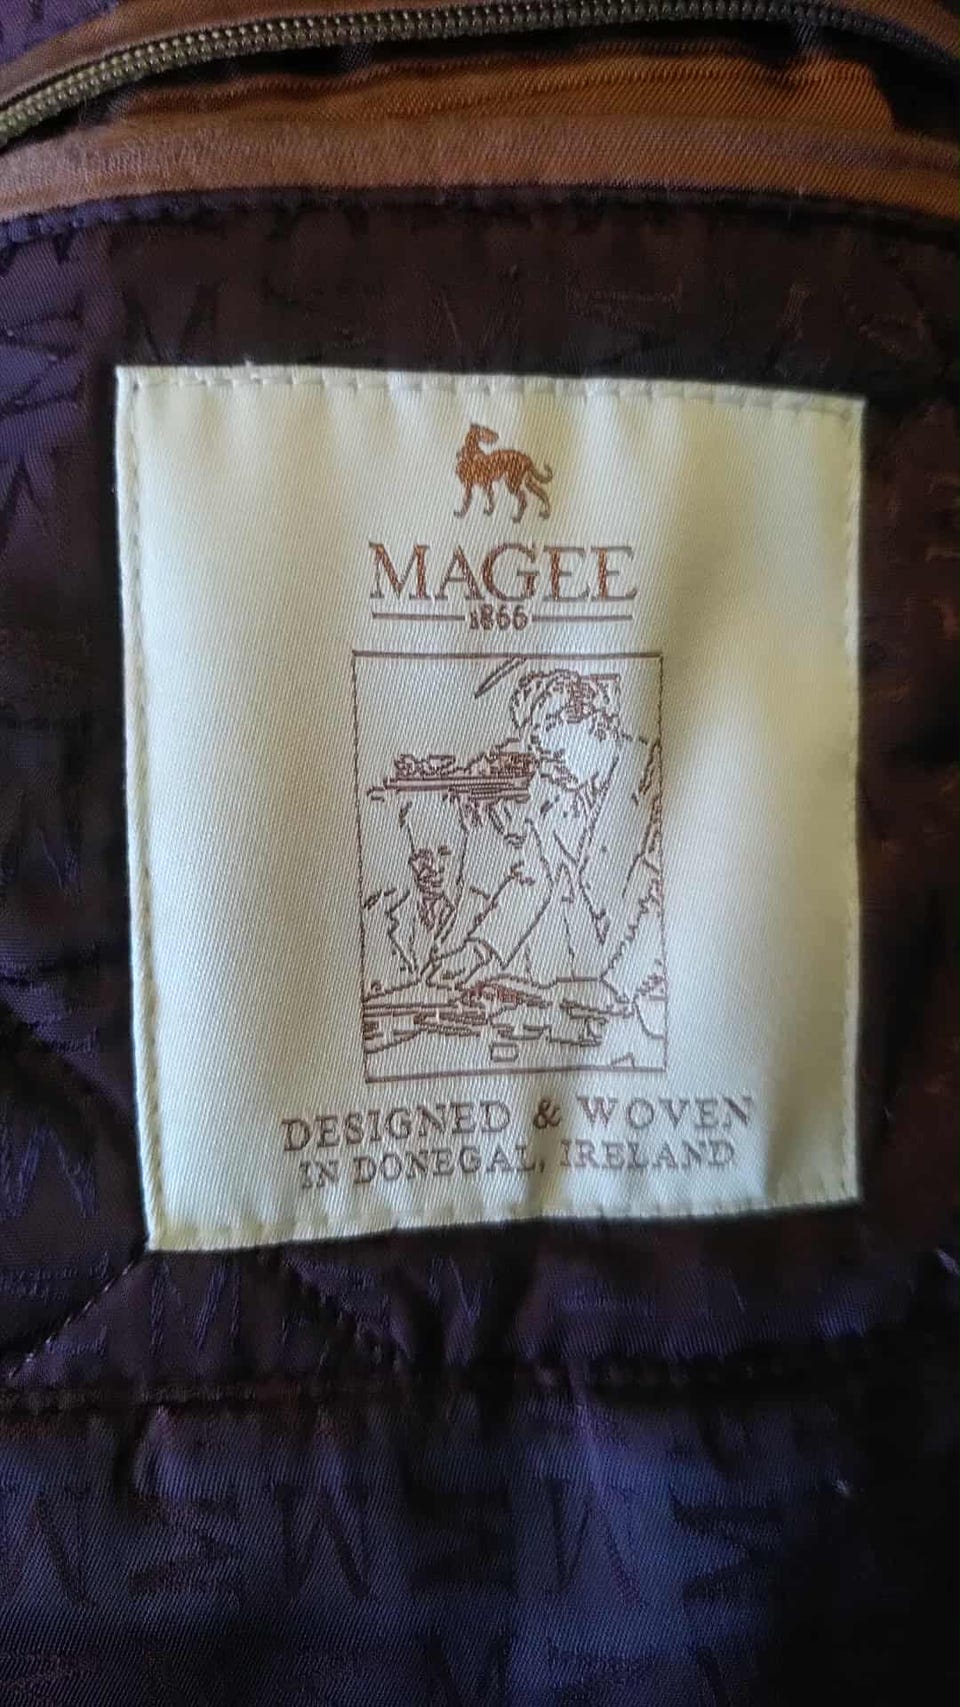 MAGEE
1866
DESIGNED & WOVEN
IN DONEGAL, IRELAND